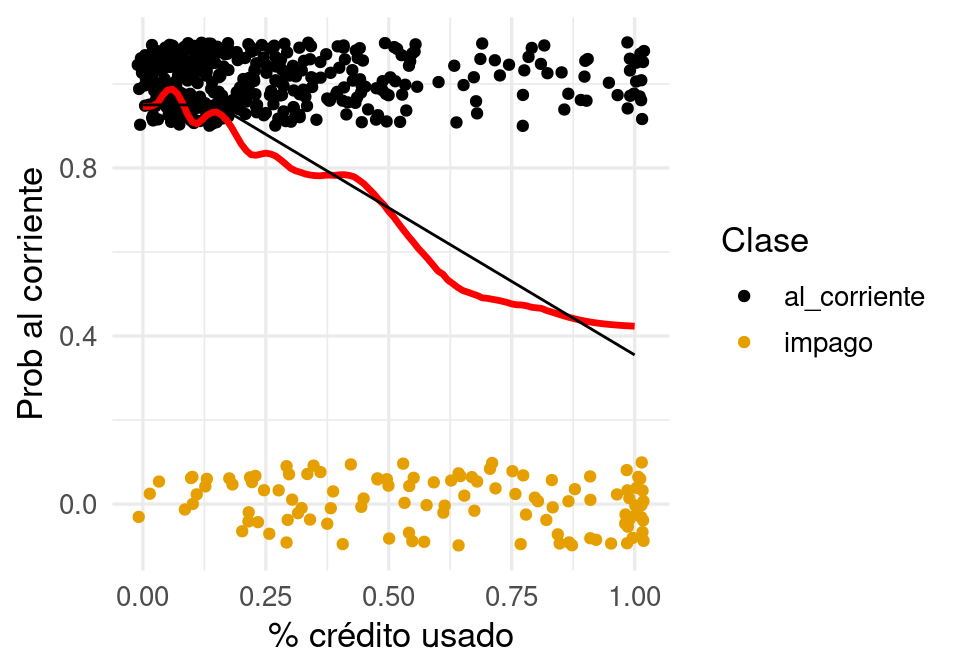 Prob al corriente
0.8
0.4
0.0
0.00 0.25 0.50 0.75 1.00
% crédito usado
Clase
al_corriente
impago